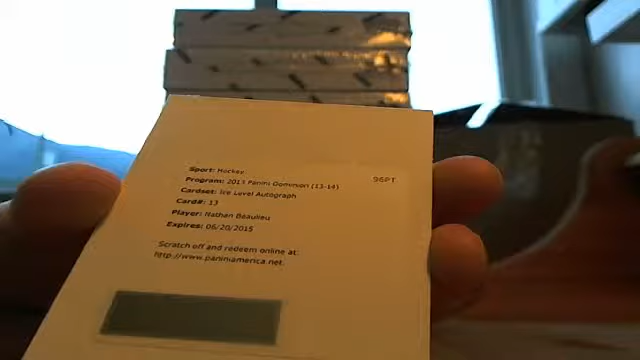 Sport: Hockey
96PT
Program: 2013 Panini Dominion (13-14)
Cardset: Ice Level Autograph
Card#: 13
Player: Nathan Beaulieu
Expires: 06/20/2015
Scratch off and redeem online at:
http://www.paniniamerica.net.